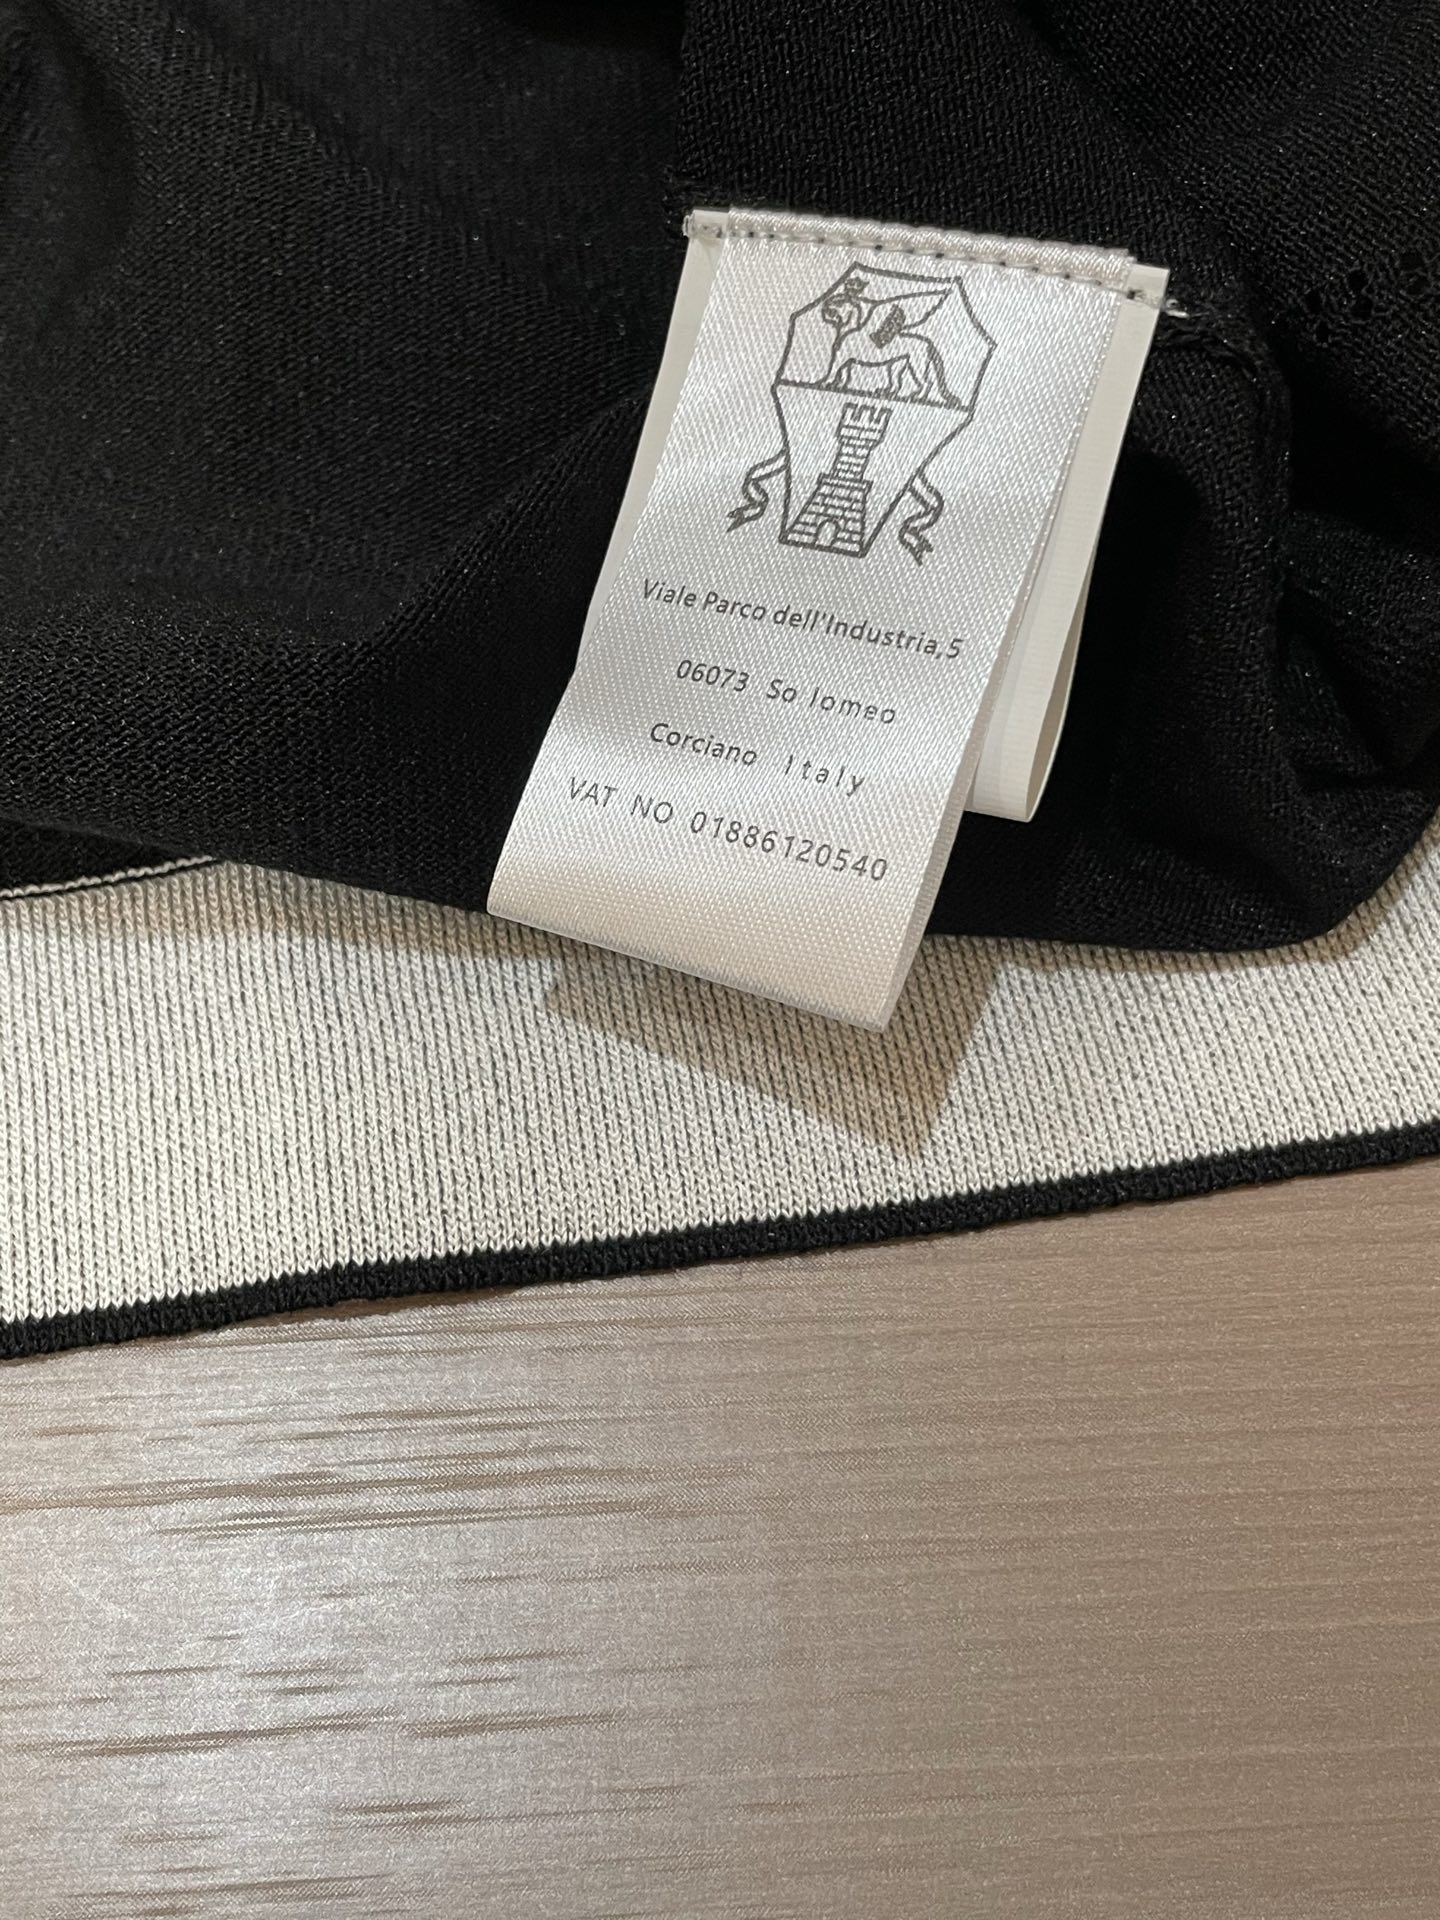 Viale Parco dell'Industria,5
06073 So lomeo
Corciano Italy
VAT NO 01886120540